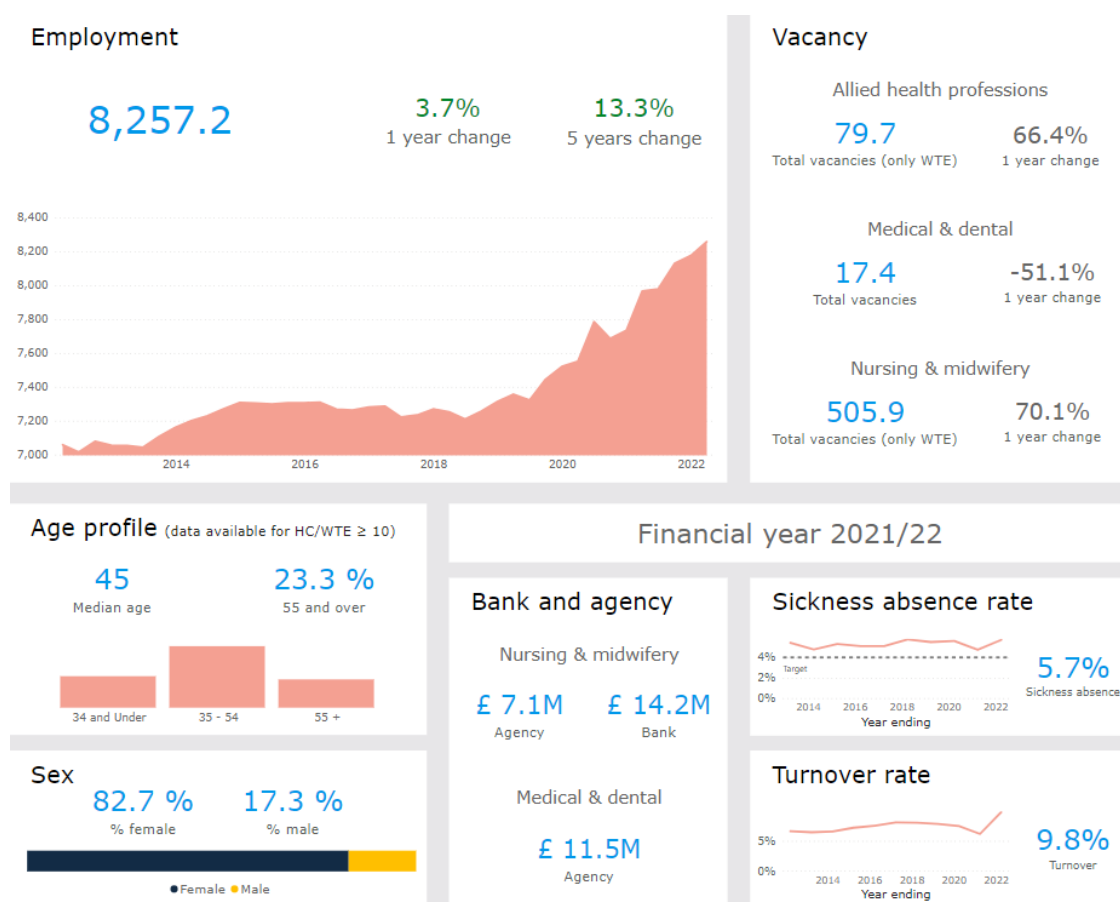 Employment
8,257.2
3.7%
1 year change
13.3%
5 years change
8,400
8,200
8,000
7,800
7,600
7,400
7,200
7,000
2014 2016 2018 2020 2022
Vacancy
Allied health professions
79.7
Total vacancies (only WTE)
66.4%
1 year change
Medical & dental
17.4
Total vacancies
-51.1%
1 year change
Nursing & midwifery
505.9
Total vacancies (only WTE)
70.1%
1 year change
Age profile (data available for HC/WTE ≥ 10)
45
Median age
23.3 %
55 and over
34 and Under 35 - 54 55 +
Sex
82.7 %
% female
17.3 %
% male
Female Male
Financial year 2021/22
Bank and agency
Nursing & midwifery
£ 7.1M
Agency
£ 14.2M
Bank
Medical & dental
£ 11.5M
Agency
Sickness absence rate
4%
Target
2%
0%
2014 2016 2018 2020 2022
Year ending
5.7%
Sickness absence
Turnover rate
5%
0%
2014 2016 2018 2020 2022
Year ending
9.8%
Turnover